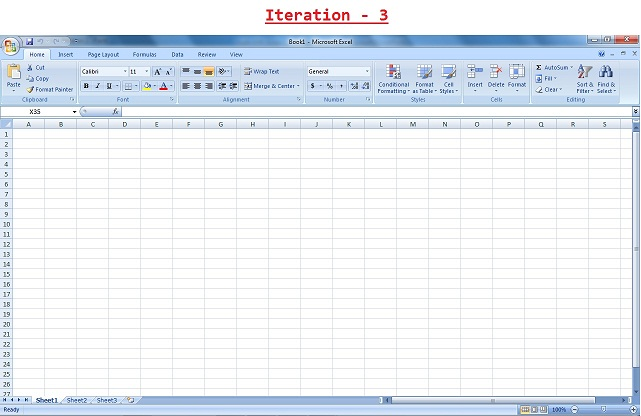 Iteration - 3
Book1 - Microsoft Excel
Home Insert Page Layout Formulas Data Review View
Cut
Copy
Format Painter
Paste
Clipboard
Calibri 11 A A
B I U A
Font
Wrap Text
Merge & Center
Alignment
General
$ % ,
Number
Conditional Formatting
Format as Table
Cell Styles
Styles
Insert Delete Format
Cells
Σ AutoSum
Fill
Clear
Sort & Filter
Find & Select
Editing
X35 fx
A B C D E F G H I J K L M N O P Q R S
1
2
3
4
5
6
7
8
9
10
11
12
13
14
15
16
17
18
19
20
21
22
23
24
25
26
27
Sheet1 Sheet2 Sheet3
Ready 100%